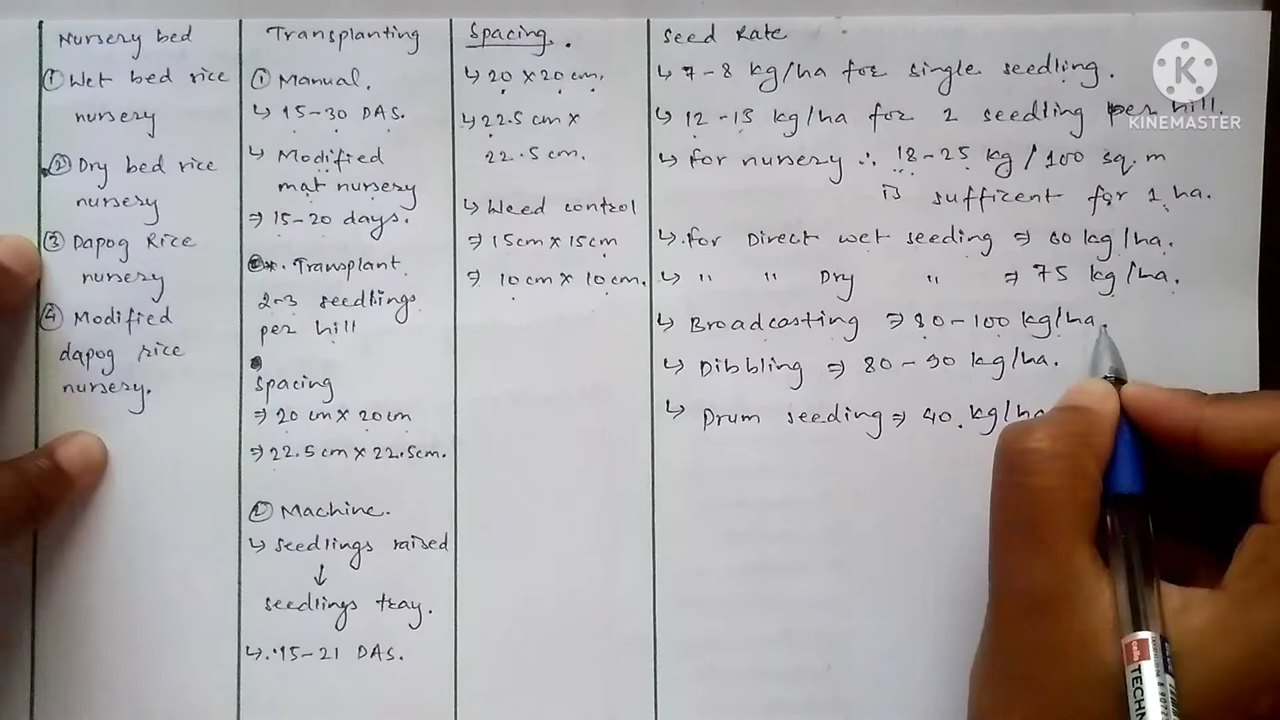 Nursery bed
① Wet bed rice
nursery
② Dry bed rice
nursery
③ Dapog Rice
nursery
④ Modified
dapog rice
nursery.
Transplanting
① Manual.
↳ 15-30 DAS.
↳ Modified
mat nursery
⇒ 15-20 days.
*. Transplant
2-3 seedlings
per hill
Spacing
⇒ 20 cm x 20 cm
⇒ 22.5 cm x 22.5cm.
② Machine.
↳ seedlings raised
↓
seedlings tray.
↳ 15-21 DAS.
Spacing.
↳ 20 x 20 cm.
↳ 22.5 cm x
22.5 cm.
↳ Weed control
⇒ 15cm x 15cm
⇒ 10cm x 10cm.
Seed Rate
↳ 7-8 kg/ha for single seedling.
↳ 12-15 kg/ha for 2 seedling per hill.
↳ for nursery ∴ 18-25 kg / 100 sq.m
is sufficent for 1 ha.
↳ for Direct wet seeding ⇒ 60 kg/ha.
↳ " " Dry " ⇒ 75 kg/ha.
↳ Broadcasting ⇒ 80-100 kg/ha.
↳ Dibbling ⇒ 80-90 kg/ha.
↳ Drum seeding ⇒ 40 kg/ha
K
KINEMASTER
cello
TECHN